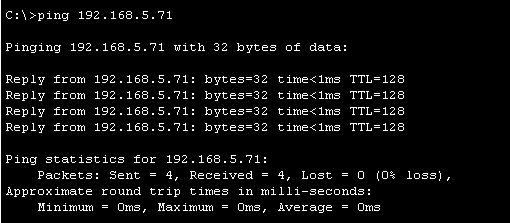 C:\>ping 192.168.5.71
Pinging 192.168.5.71 with 32 bytes of data:
Reply from 192.168.5.71: bytes=32 time<1ms TTL=128
Reply from 192.168.5.71: bytes=32 time<1ms TTL=128
Reply from 192.168.5.71: bytes=32 time<1ms TTL=128
Reply from 192.168.5.71: bytes=32 time<1ms TTL=128
Ping statistics for 192.168.5.71:
Packets: Sent = 4, Received = 4, Lost = 0 (0% loss),
Approximate round trip times in milli-seconds:
Minimum = 0ms, Maximum = 0ms, Average = 0ms